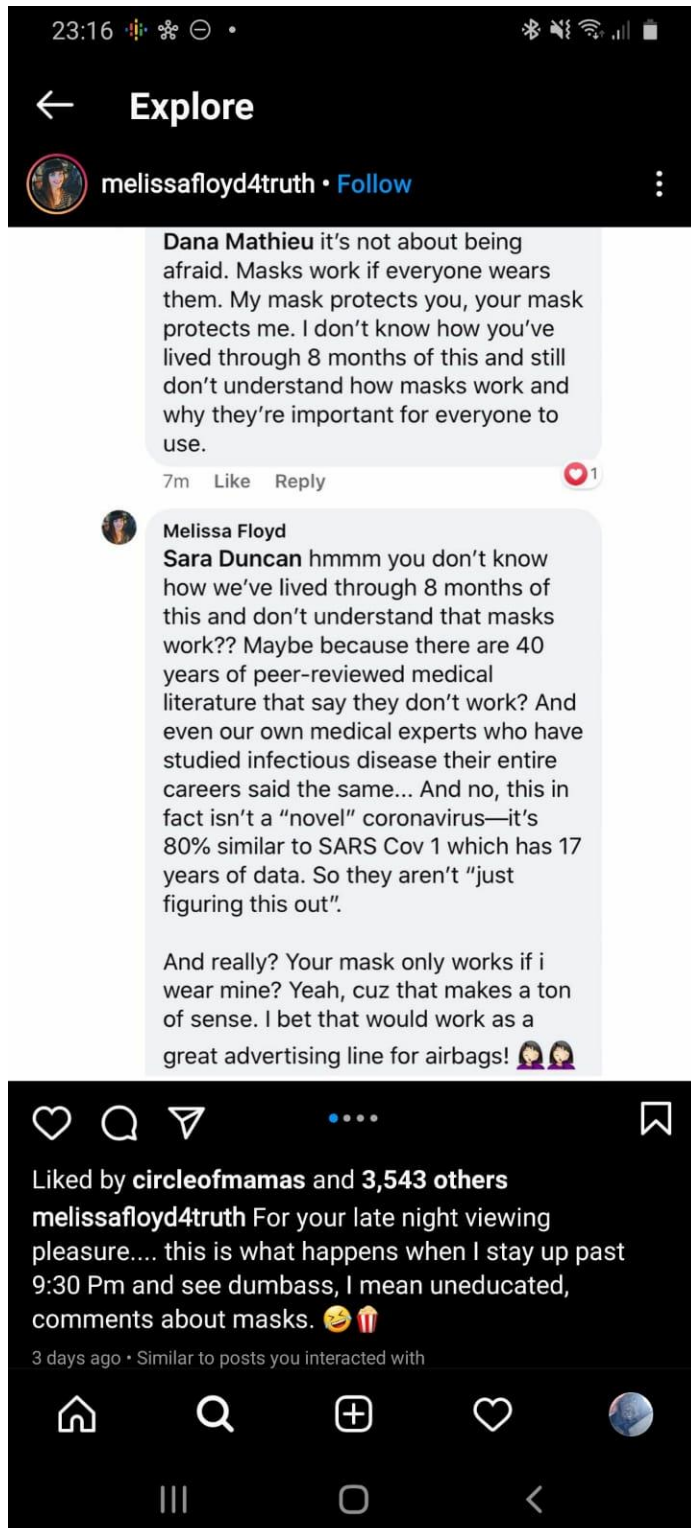 23:16
Explore
melissafloyd4truth • Follow
Dana Mathieu it's not about being
afraid. Masks work if everyone wears
them. My mask protects you, your mask
protects me. I don't know how you've
lived through 8 months of this and still
don't understand how masks work and
why they're important for everyone to
use.
7m Like Reply
1
Melissa Floyd
Sara Duncan hmmm you don't know
how we've lived through 8 months of
this and don't understand that masks
work?? Maybe because there are 40
years of peer-reviewed medical
literature that say they don't work? And
even our own medical experts who have
studied infectious disease their entire
careers said the same... And no, this in
fact isn't a “novel” coronavirus—it's
80% similar to SARS Cov 1 which has 17
years of data. So they aren't “just
figuring this out”.
And really? Your mask only works if i
wear mine? Yeah, cuz that makes a ton
of sense. I bet that would work as a
great advertising line for airbags! 🤦🏻‍♀️🤦🏻‍♀️
Liked by circleofmamas and 3,543 others
melissafloyd4truth For your late night viewing
pleasure.... this is what happens when I stay up past
9:30 Pm and see dumbass, I mean uneducated,
comments about masks. 🤣🍿
3 days ago • Similar to posts you interacted with